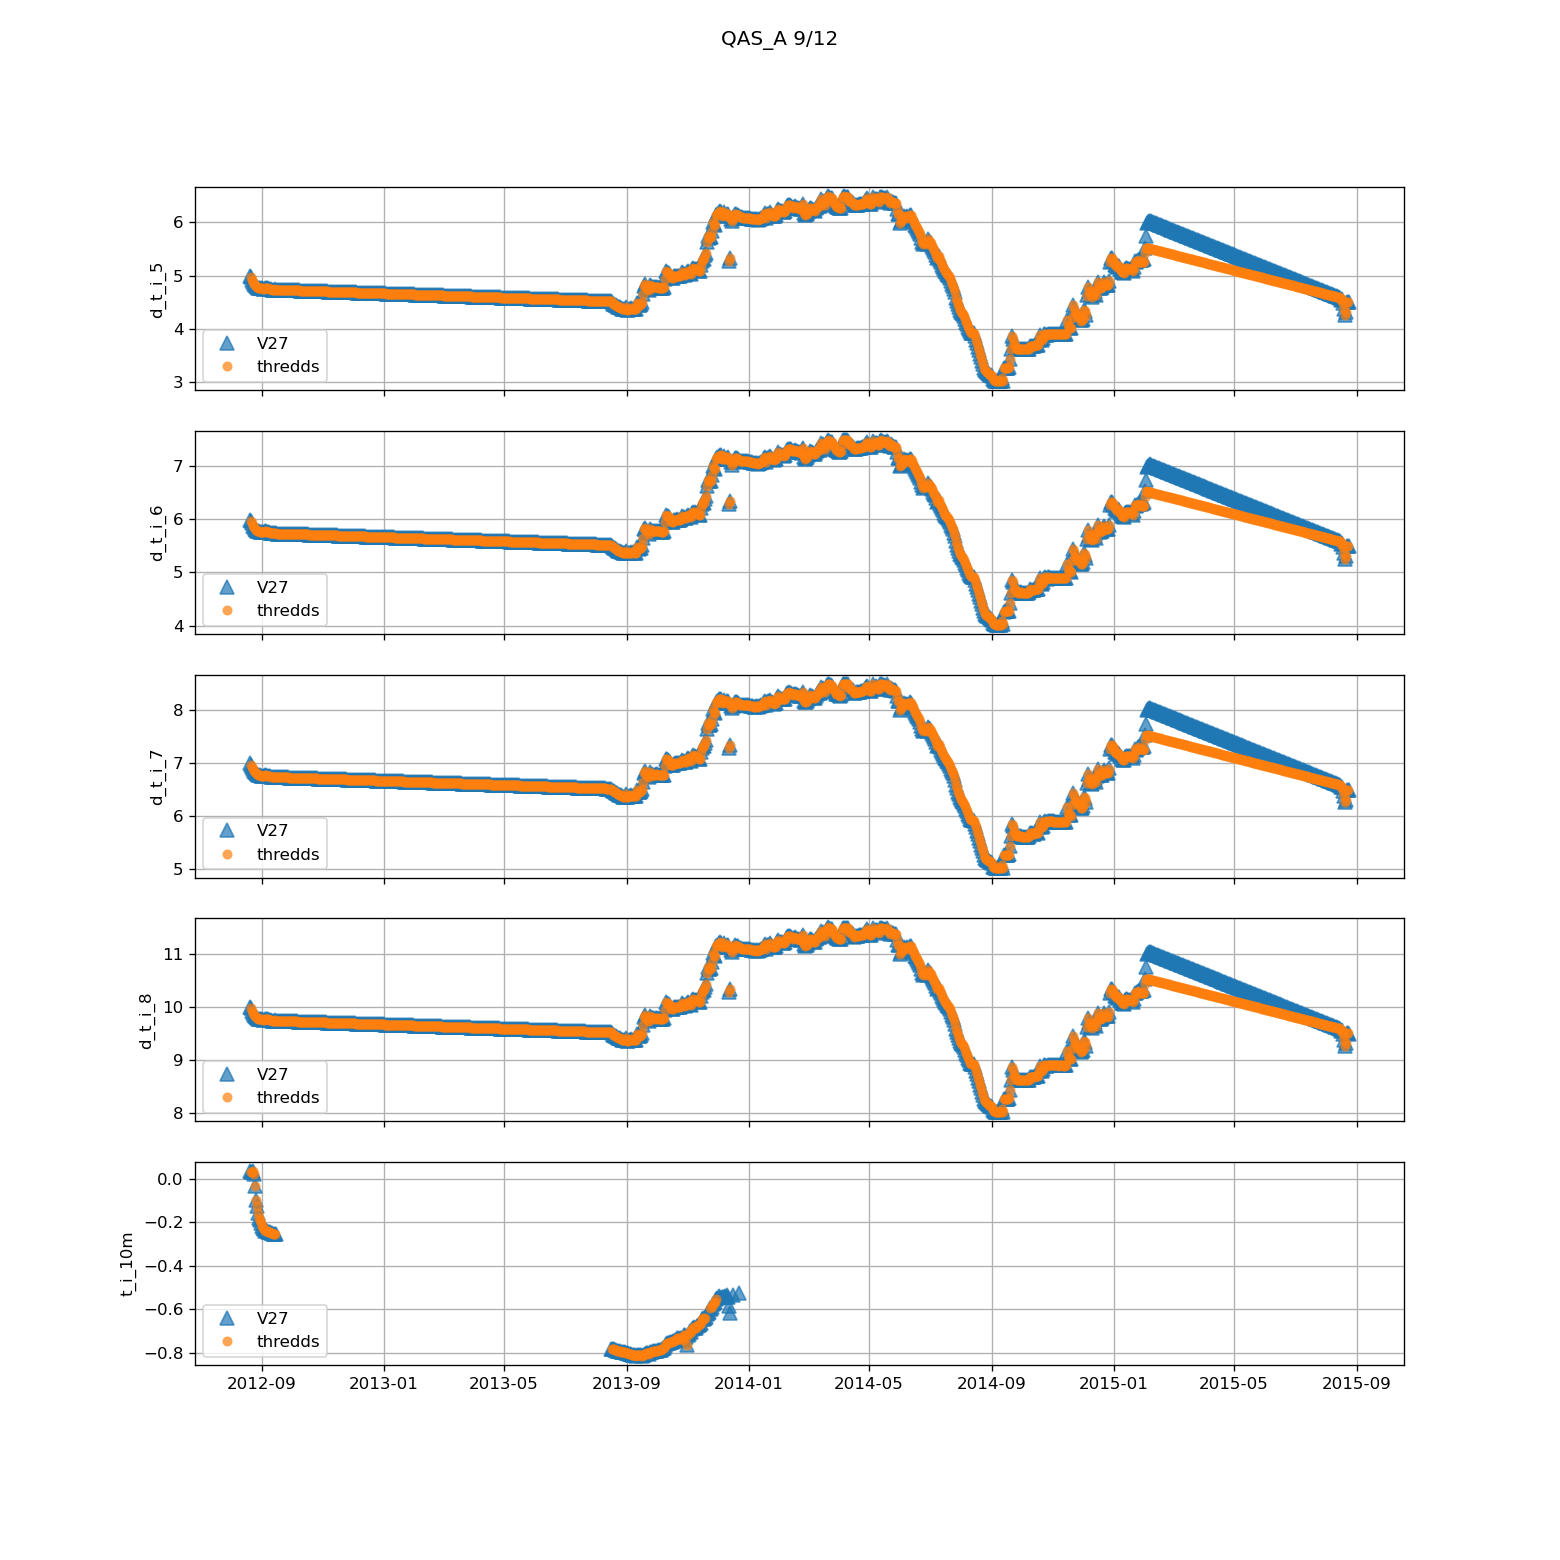 QAS_A 9/12
6
5
4
3
d_t_i_5
V27
thredds
7
6
5
4
d_t_i_6
V27
thredds
8
7
6
5
d_t_i_7
V27
thredds
11
10
9
8
d_t_i_8
V27
thredds
0.0
−0.2
−0.4
−0.6
−0.8
t_i_10m
V27
thredds
2012-09 2013-01 2013-05 2013-09 2014-01 2014-05 2014-09 2015-01 2015-05 2015-09